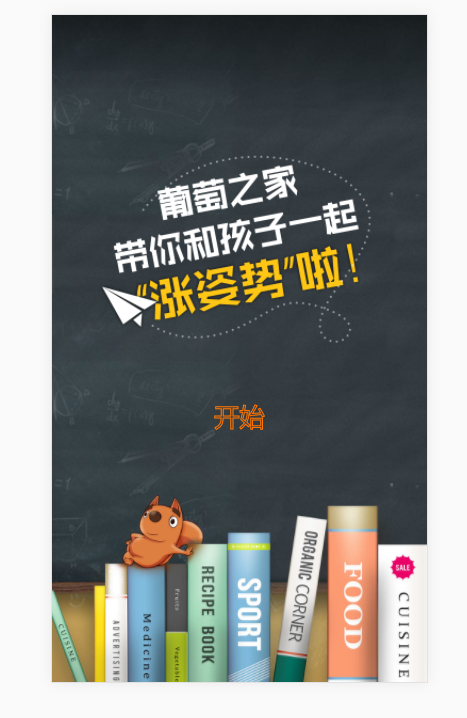 葡萄之家
带你和孩子一起
“涨姿势”啦！
开始
CUISINE
ADVERTISING
Medicine
Fruits
Vegetable
RECIPE BOOK
SPORT
ORGANIC CORNER
FOOD
SALE
CUISINE